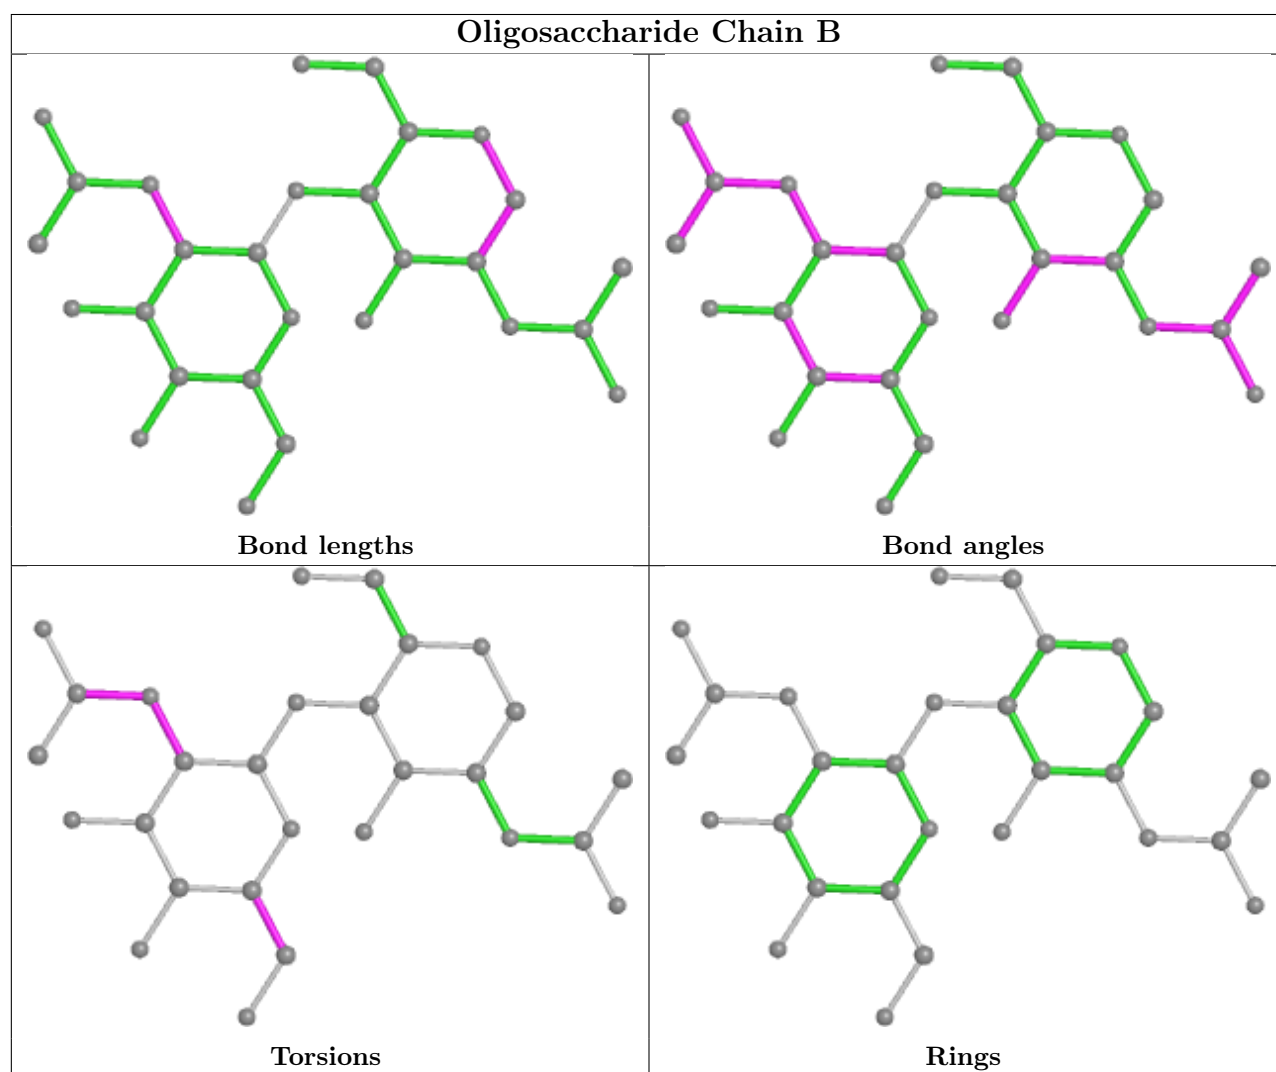 Oligosaccharide Chain B
Bond lengths
Bond angles
Torsions
Rings